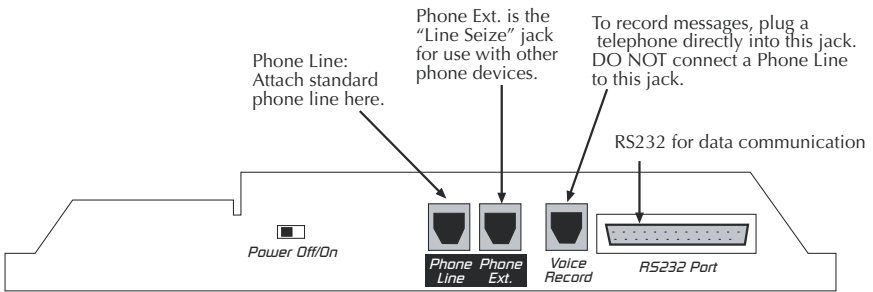 Phone Line:
Attach standard
phone line here.
Phone Ext. is the
“Line Seize” jack
for use with other
phone devices.
To record messages, plug a
telephone directly into this jack.
DO NOT connect a Phone Line
to this jack.
RS232 for data communication
Power Off/On
Phone
Line
Phone
Ext.
Voice
Record
RS232 Port